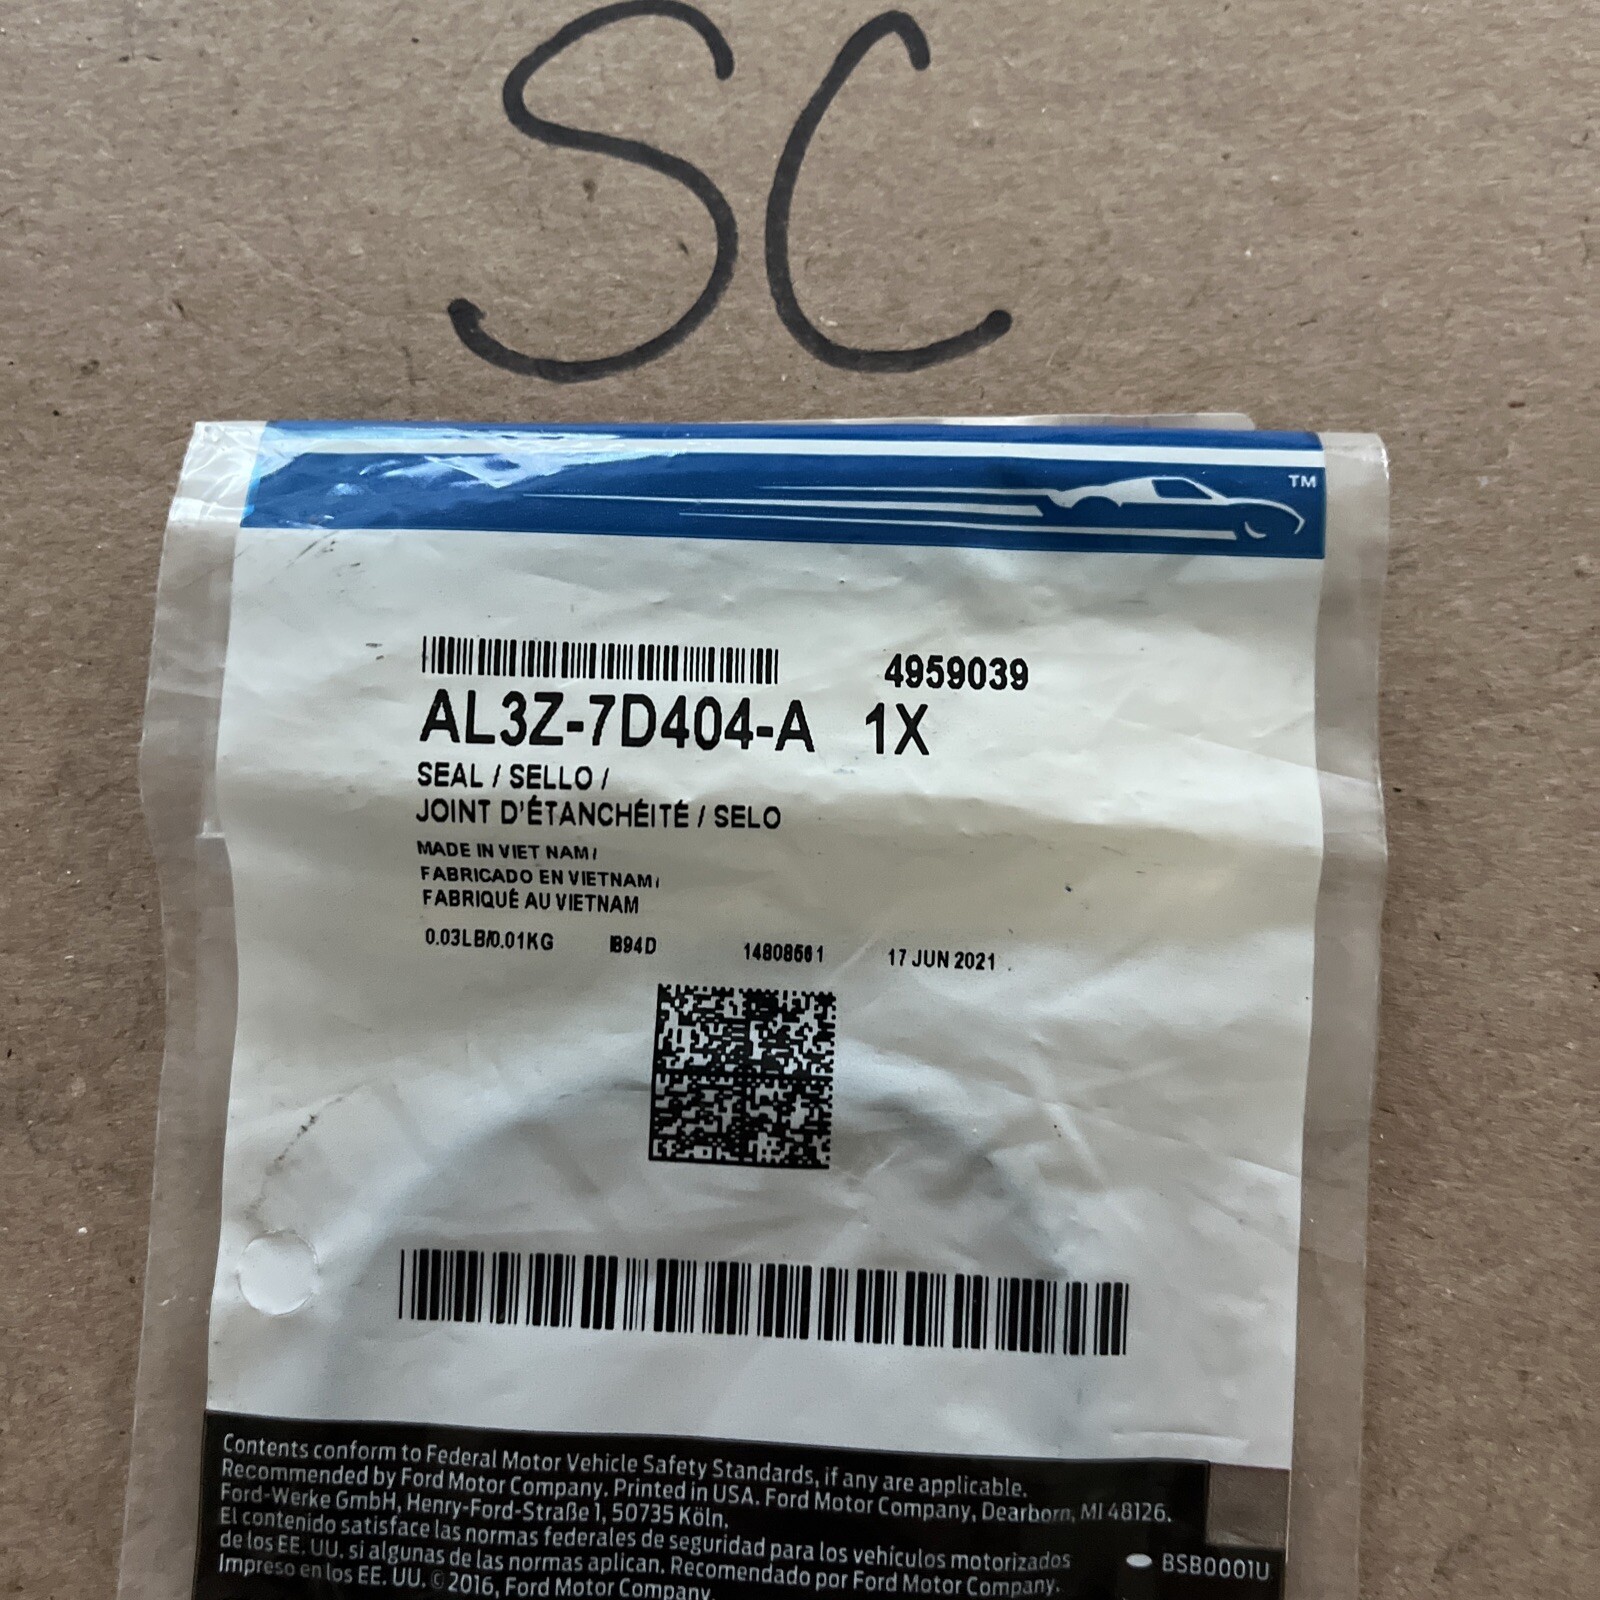 SC
TM
4959039
AL3Z-7D404-A 1X
SEAL / SELLO /
JOINT D'ÉTANCHÉITÉ / SELO
MADE IN VIET NAM /
FABRICADO EN VIETNAM /
FABRIQUÉ AU VIETNAM
0.03LB/0.01KG B94D 14808561 17 JUN 2021
Contents conform to Federal Motor Vehicle Safety Standards, if any are applicable.
Recommended by Ford Motor Company. Printed in USA. Ford Motor Company, Dearborn, MI 48126.
Ford-Werke GmbH, Henry-Ford-Straße 1, 50735 Köln.
El contenido satisface las normas federales de seguridad para los vehículos motorizados
de los EE. UU. si algunas de las normas aplican. Recomendado por Ford Motor Company.
Impreso en los EE. UU. © 2016, Ford Motor Company.
BSB0001U